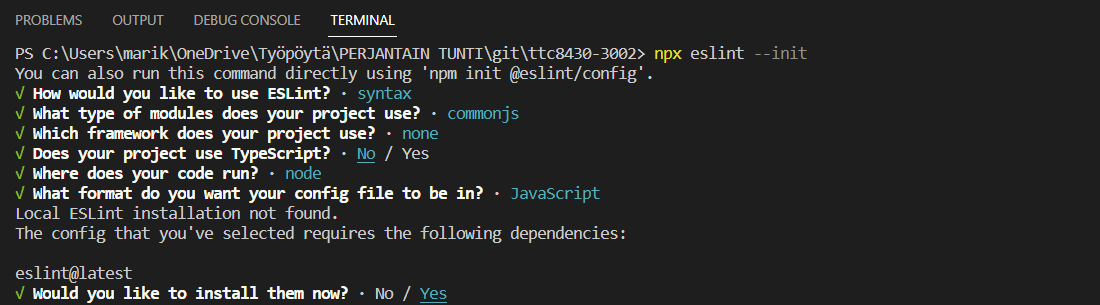 PROBLEMS OUTPUT DEBUG CONSOLE TERMINAL
PS C:\Users\marik\OneDrive\Työpöytä\PERJANTAIN TUNTI\git\ttc8430-3002> npx eslint --init
You can also run this command directly using 'npm init @eslint/config'.
√ How would you like to use ESLint? · syntax
√ What type of modules does your project use? · commonjs
√ Which framework does your project use? · none
√ Does your project use TypeScript? · No / Yes
√ Where does your code run? · node
√ What format do you want your config file to be in? · JavaScript
Local ESLint installation not found.
The config that you've selected requires the following dependencies:
eslint@latest
√ Would you like to install them now? · No / Yes